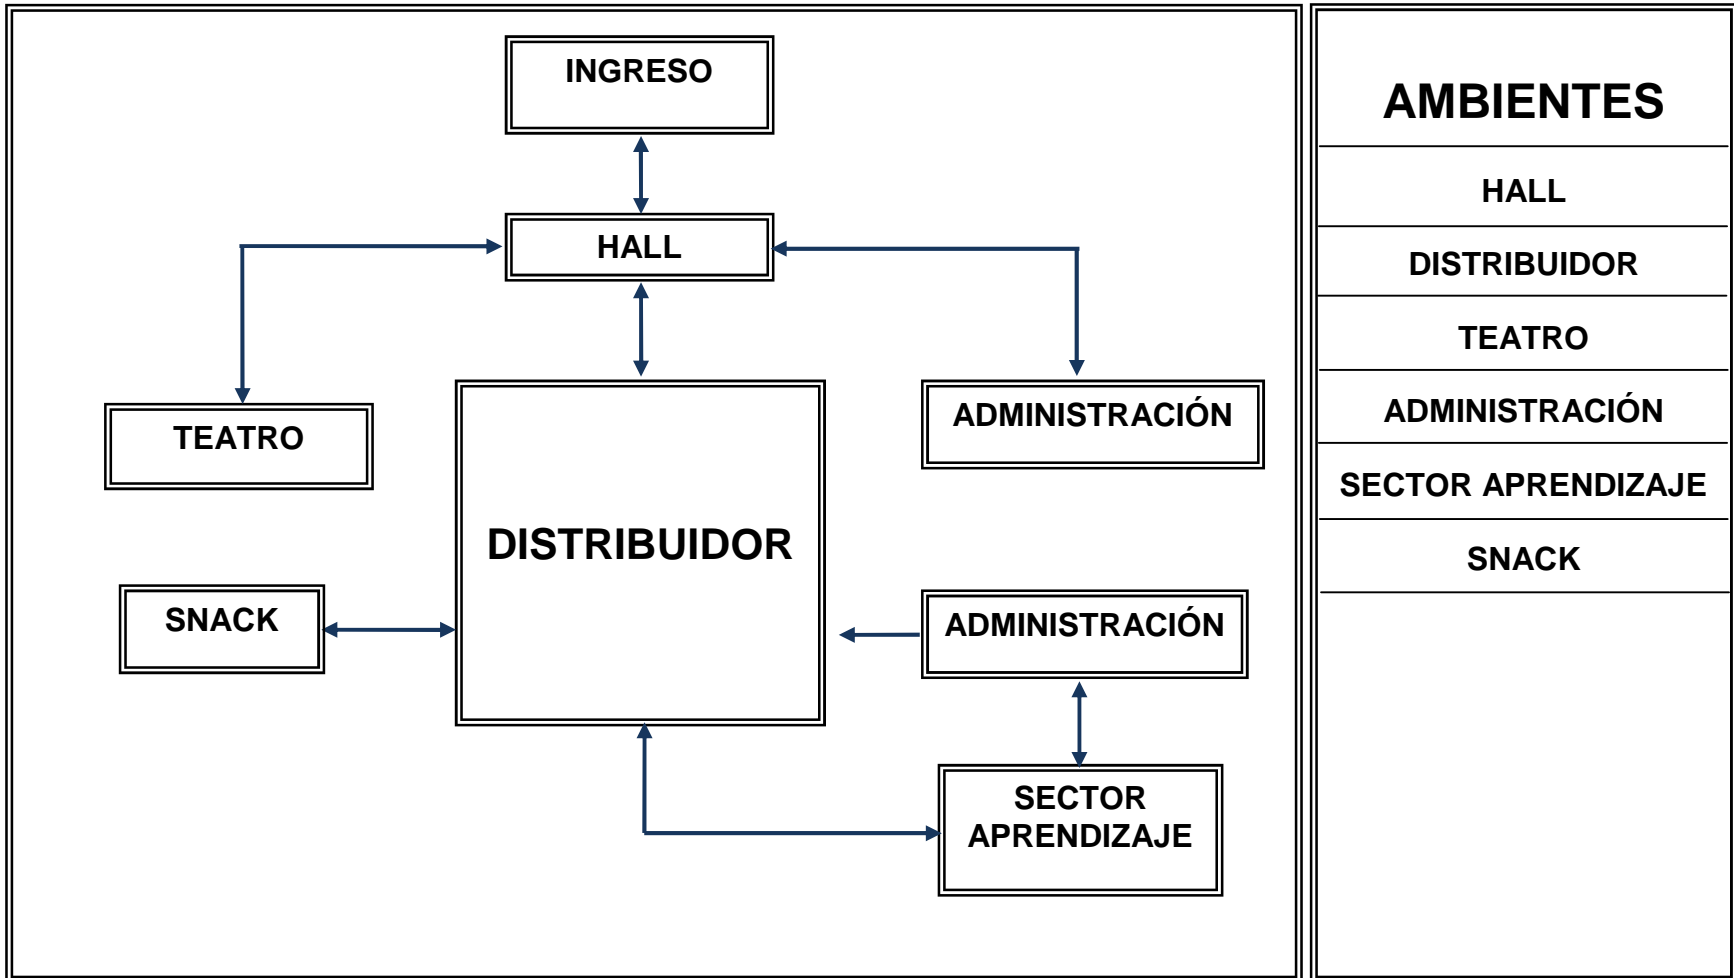 INGRESO
HALL
TEATRO
ADMINISTRACIÓN
DISTRIBUIDOR
SNACK
ADMINISTRACIÓN
SECTOR
APRENDIZAJE
AMBIENTES
HALL
DISTRIBUIDOR
TEATRO
ADMINISTRACIÓN
SECTOR APRENDIZAJE
SNACK